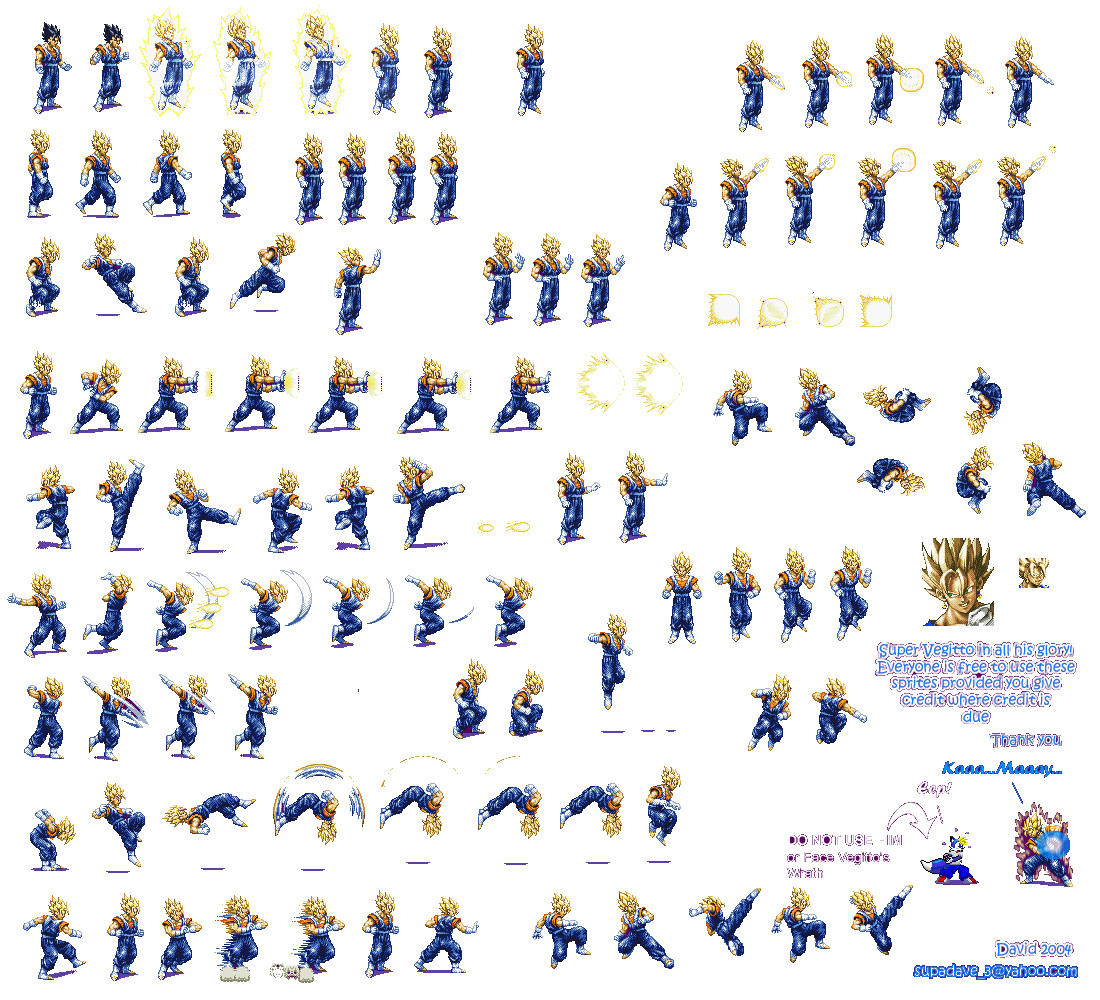 Super Vegitto in all his glory!
Everyone is free to use these
sprites provided you give
credit where credit is
due
Thank you
Kaaa...Maaay...
Eep!
DO NOT USE - IM
or Face Vegitto's
Wrath
David 2004
supadave_3@yahoo.com